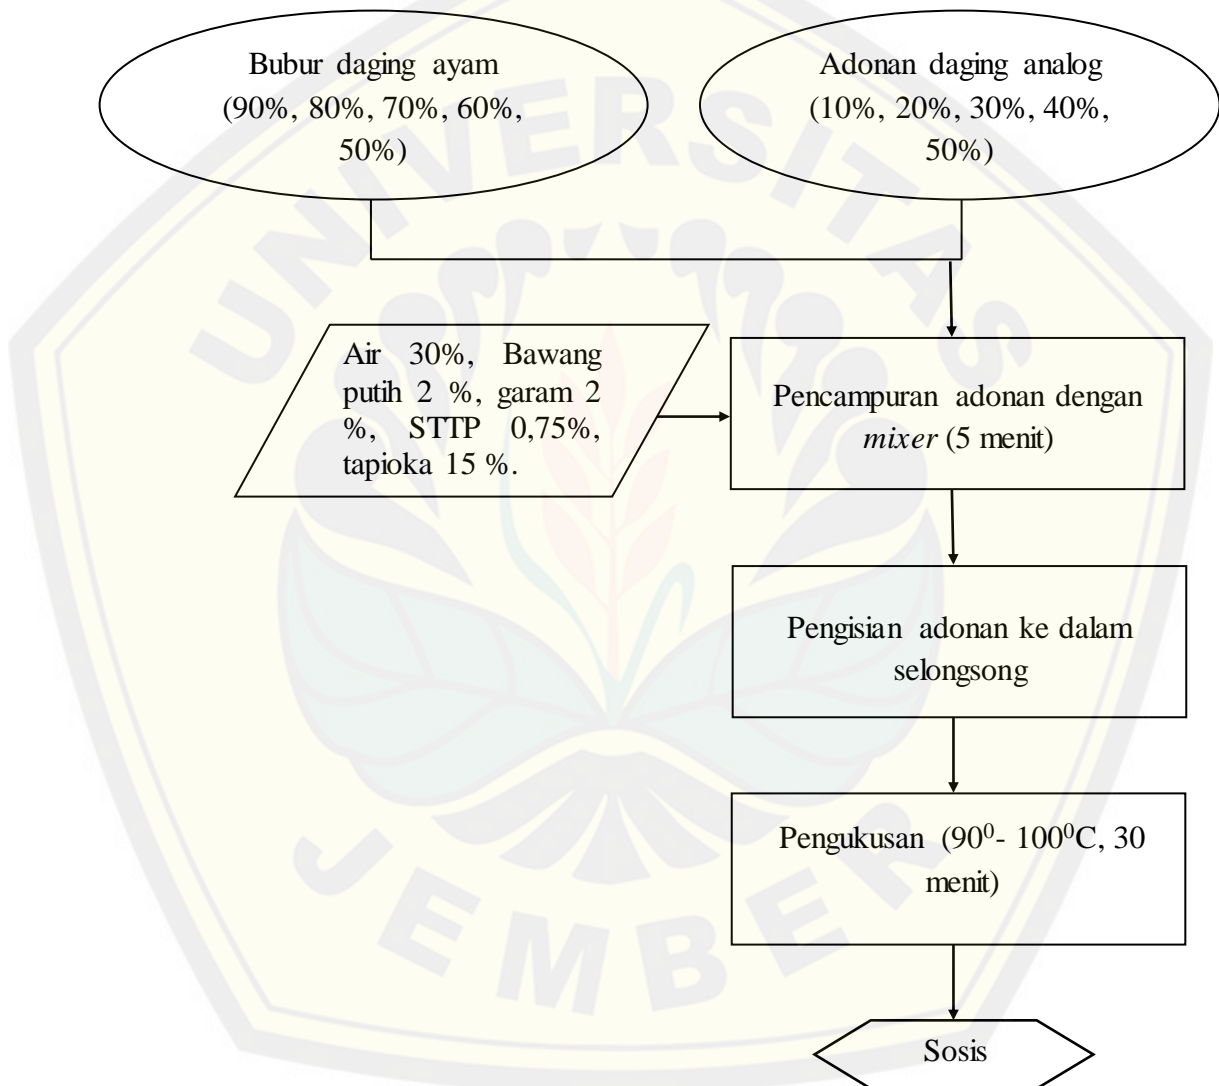 Bubur daging ayam
(90%, 80%, 70%, 60%,
50%)
Adonan daging analog
(10%, 20%, 30%, 40%,
50%)
Air 30%, Bawang
putih 2 %, garam 2
%, STTP 0,75%,
tapioka 15 %.
Pencampuran adonan dengan
mixer (5 menit)
Pengisian adonan ke dalam
selongsong
Pengukusan (90⁰- 100⁰C, 30
menit)
Sosis
UNIVERSITAS
JEMBER